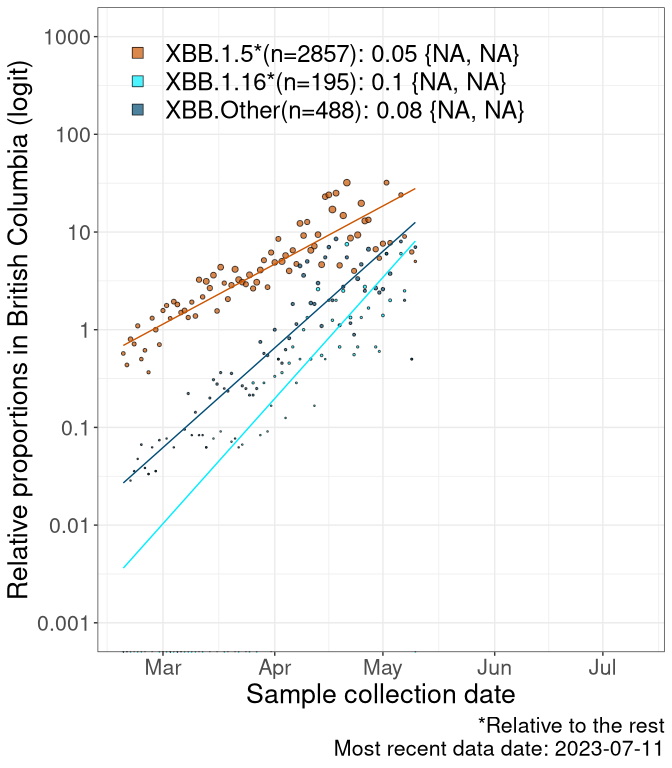 1000
100
10
1
0.1
0.01
0.001
Relative proportions in British Columbia (logit)
XBB.1.5*(n=2857): 0.05 {NA, NA}
XBB.1.16*(n=195): 0.1 {NA, NA}
XBB.Other(n=488): 0.08 {NA, NA}
Mar Apr May Jun Jul
Sample collection date
*Relative to the rest
Most recent data date: 2023-07-11